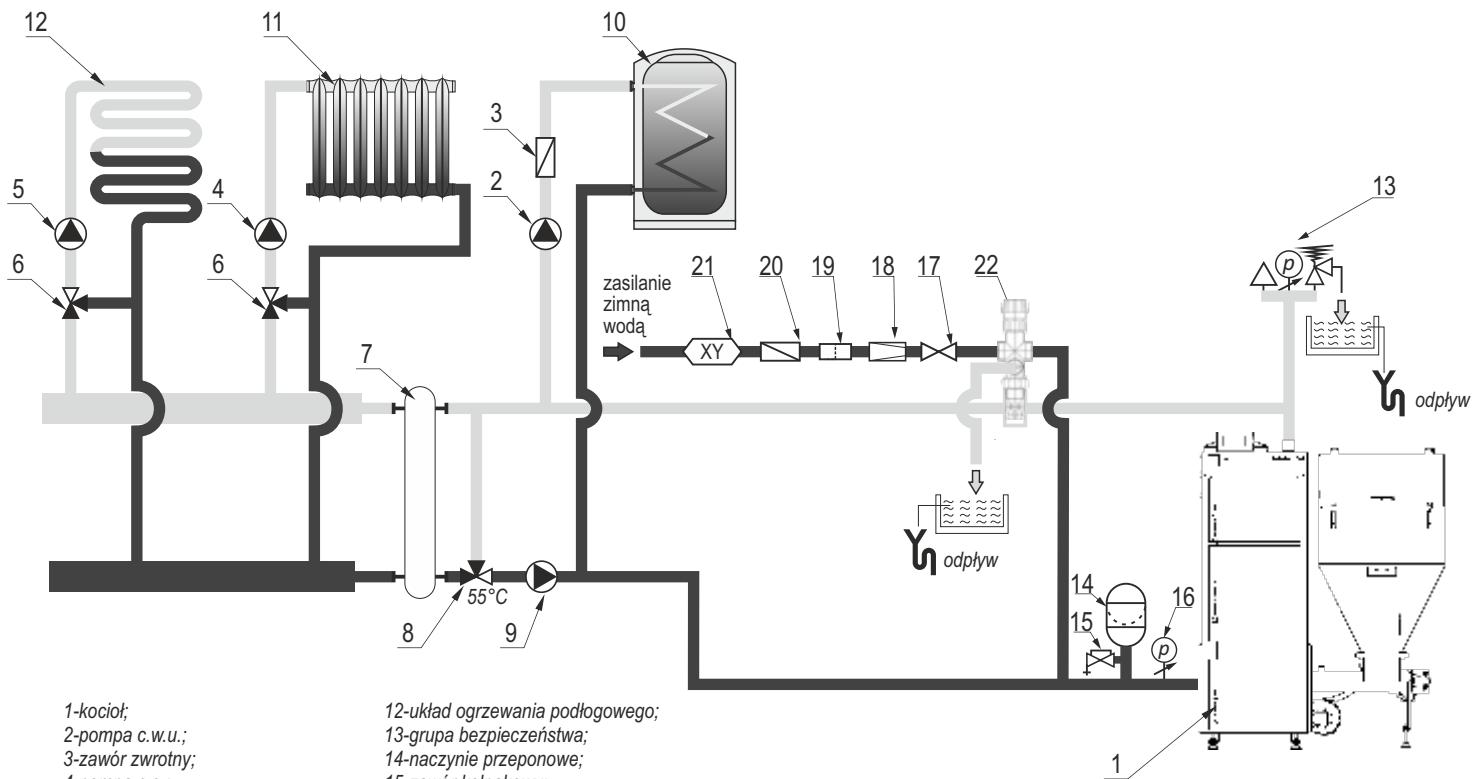 12
11
10
3
5
4
2
13
6
6
21
20
19
18
17
22
zasilanie
zimną
wodą
XY
p
7
odpływ
odpływ
55°C
8
9
14
15
16
p
1
1-kocioł;
2-pompa c.w.u.;
3-zawór zwrotny;
12-układ ogrzewania podłogowego;
13-grupa bezpieczeństwa;
14-naczynie przeponowe;